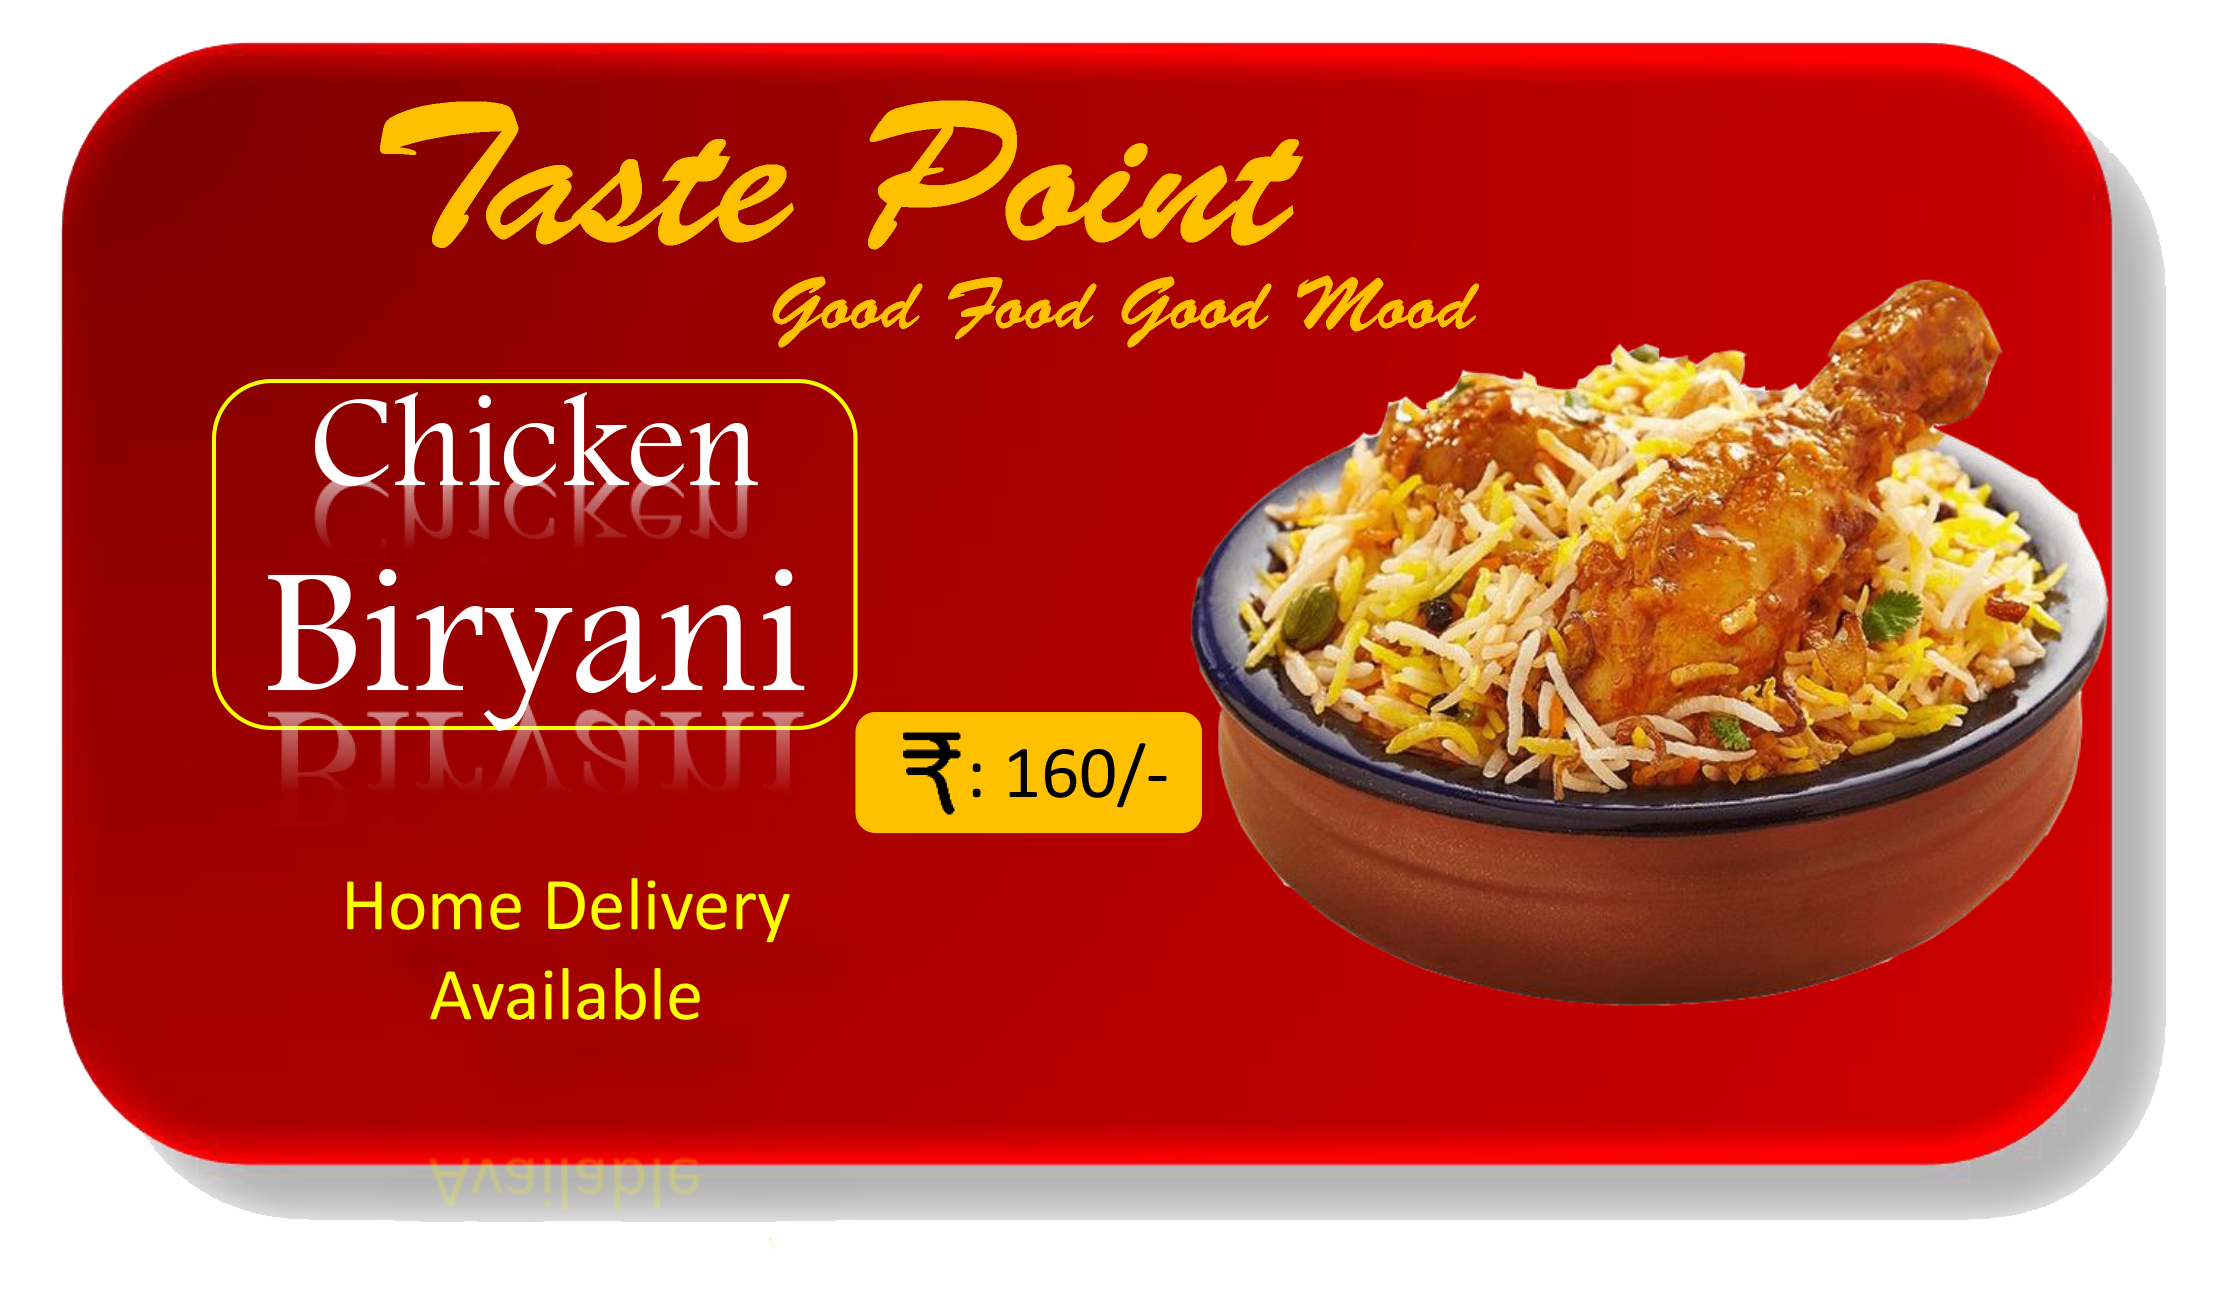 Taste Point
Good Food Good Mood
Chicken
Biryani
₹: 160/-
Home Delivery
Available